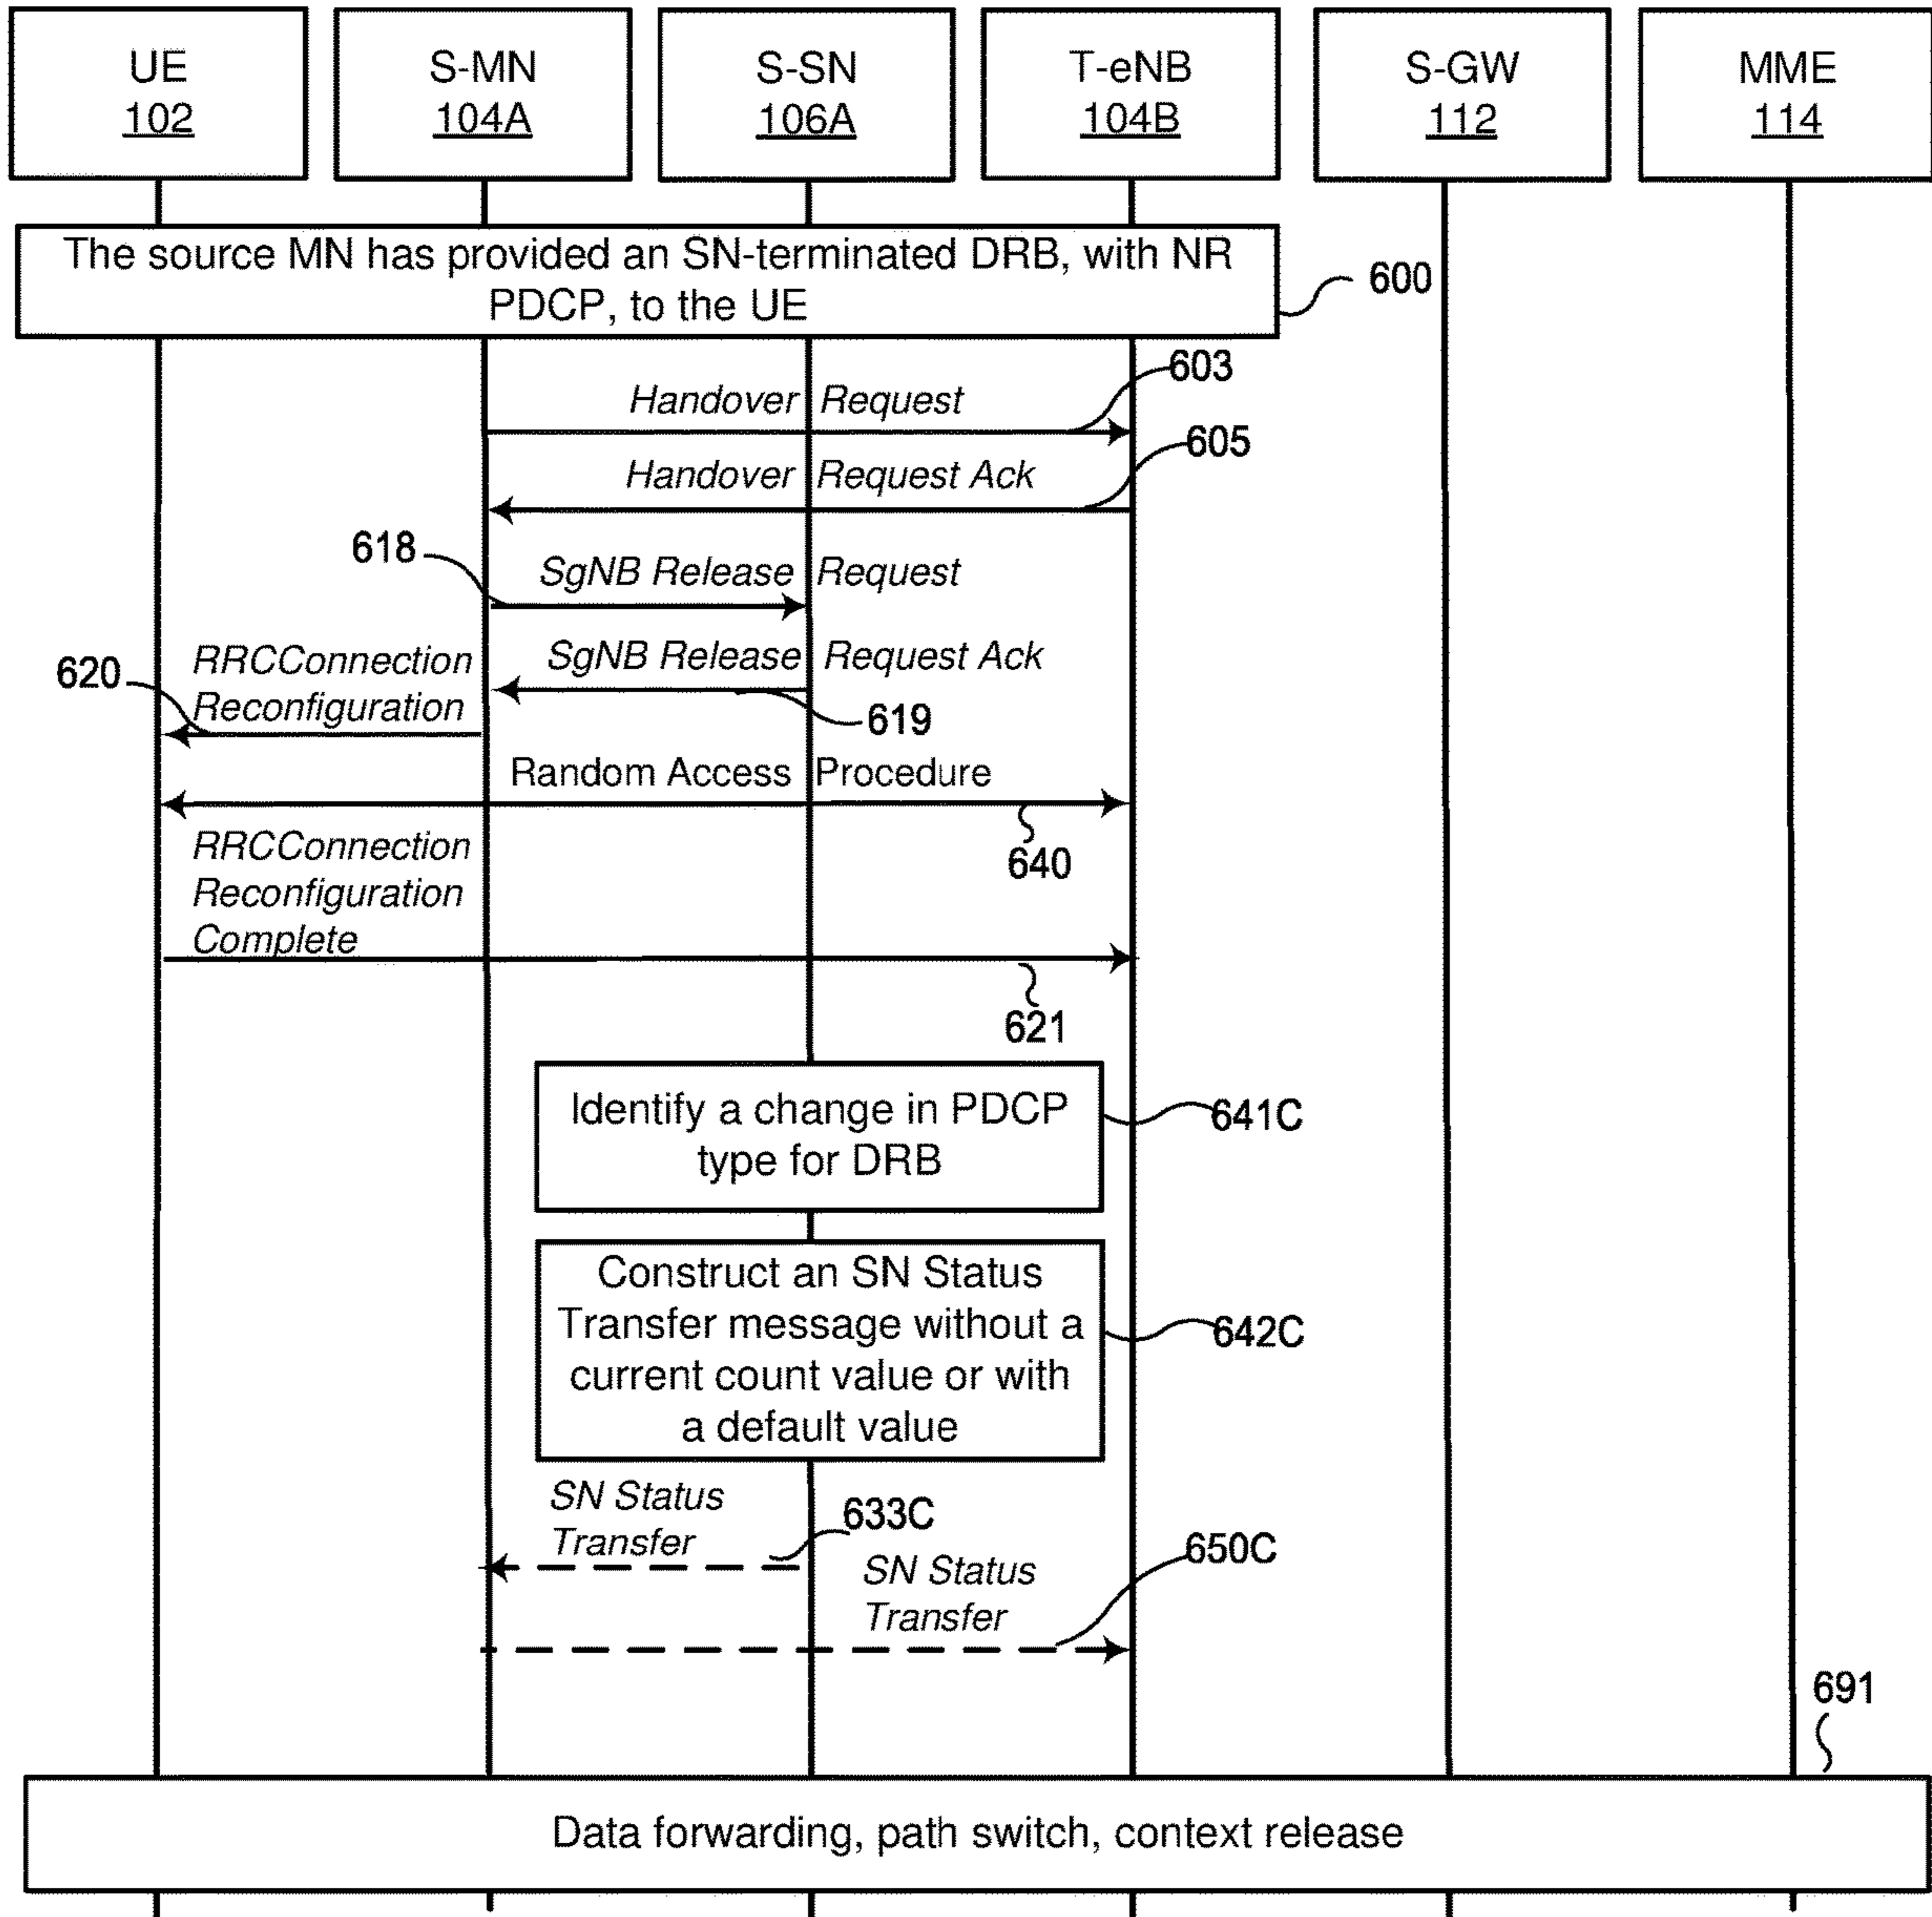 UE
102
S-MN
104A
S-SN
106A
T-eNB
104B
S-GW
112
MME
114
The source MN has provided an SN-terminated DRB, with NR
PDCP, to the UE
600
603
Handover Request
605
Handover Request Ack
618
SgNB Release Request
620
RRCConnection
Reconfiguration
SgNB Release Request Ack
619
Random Access Procedure
640
RRCConnection
Reconfiguration
Complete
621
Identify a change in PDCP
type for DRB
641C
Construct an SN Status
Transfer message without a
current count value or with
a default value
642C
SN Status
Transfer
633C
SN Status
Transfer
650C
691
Data forwarding, path switch, context release